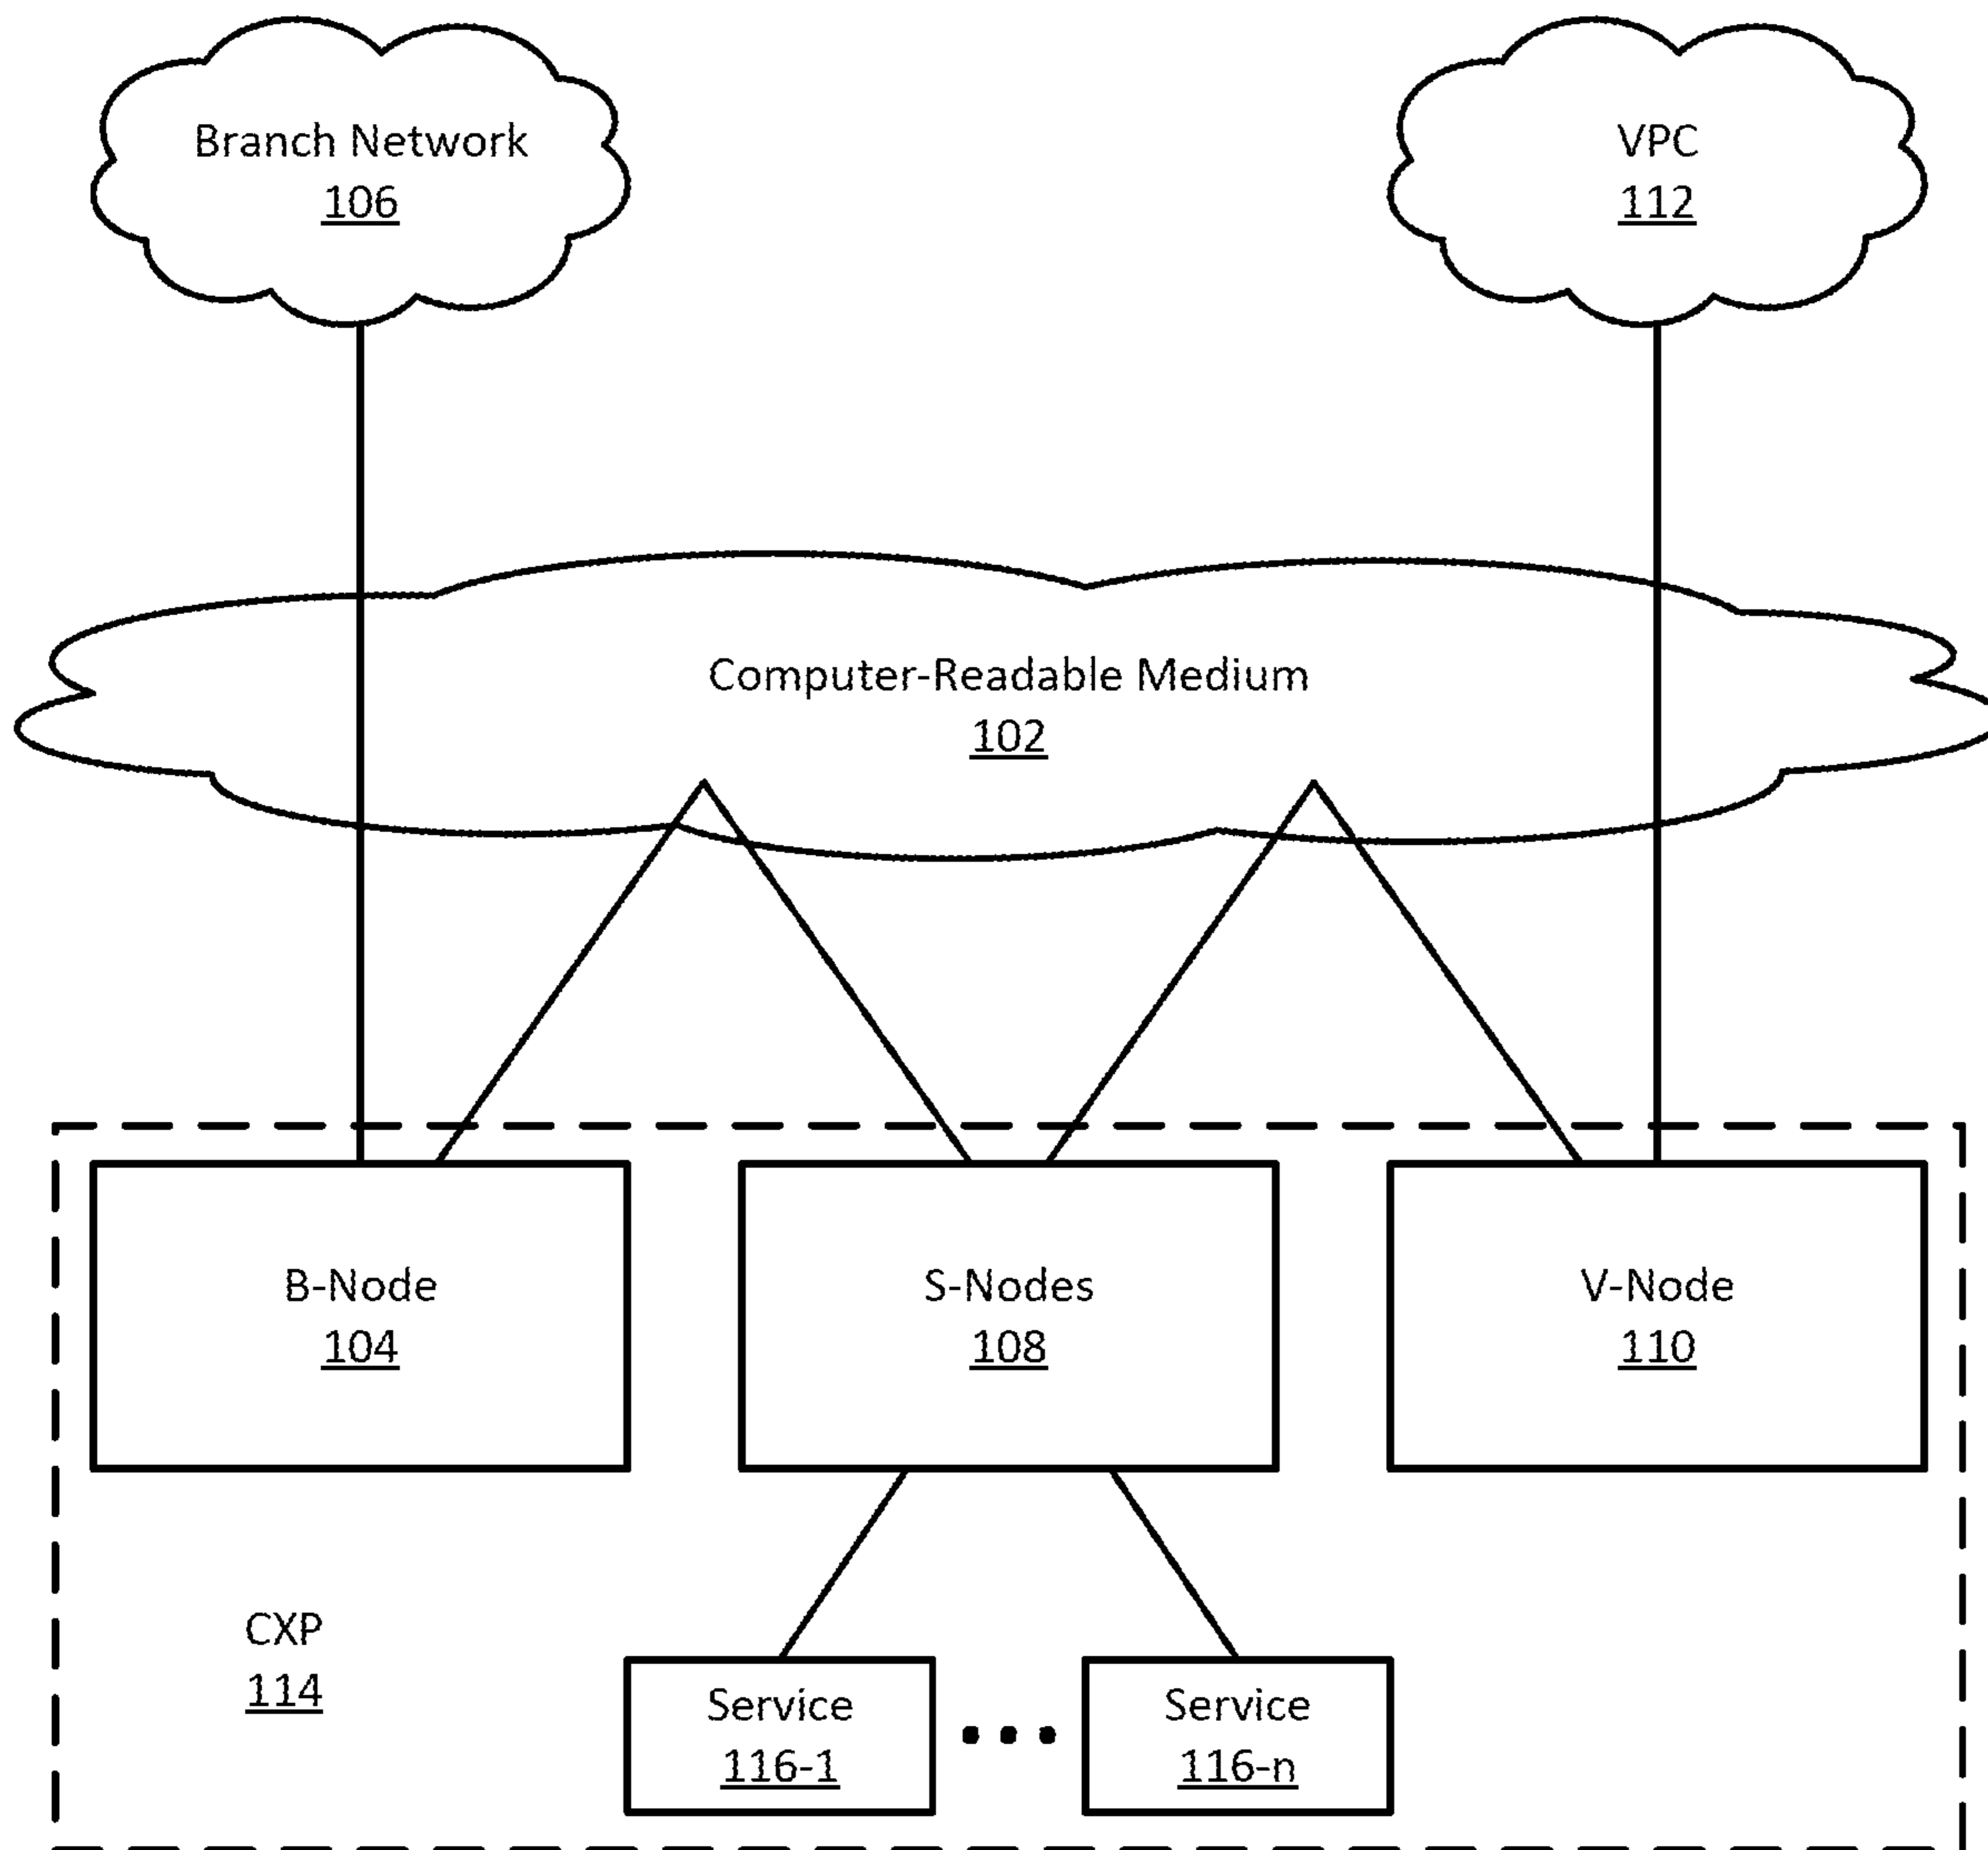 Branch Network
106
VPC
112
Computer-Readable Medium
102
B-Node
104
S-Nodes
108
V-Node
110
CXP
114
Service
116-1
Service
116-n